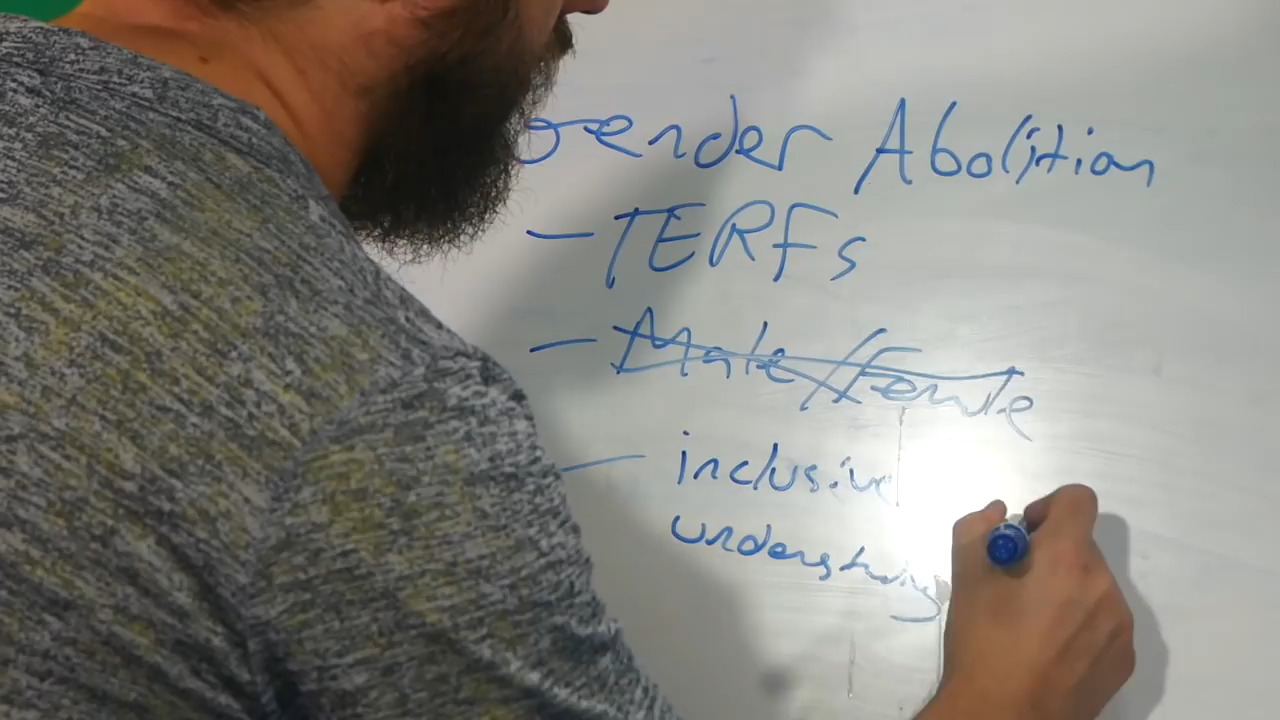 Gender Abolition
- TERFs
- Male/Female
- inclusive
understanding